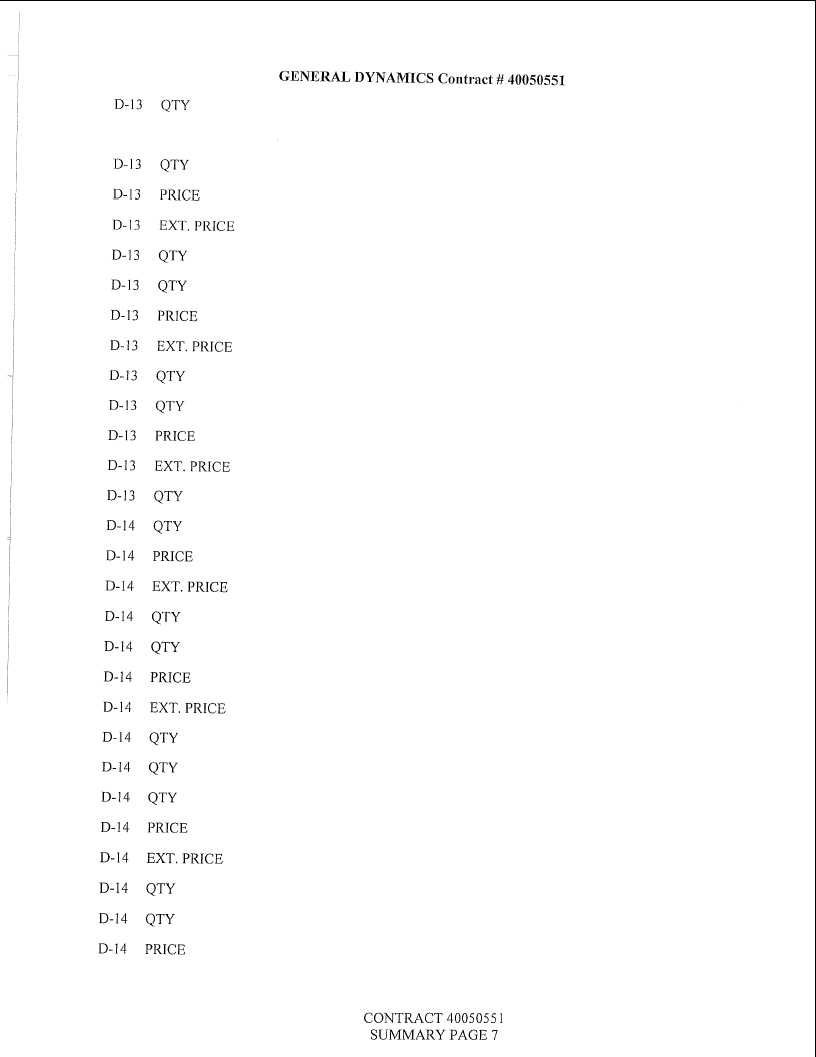 GENERAL DYNAMICS Contract # 40050551
D-13 QTY
D-13 QTY
D-13 PRICE
D-13 EXT. PRICE
D-13 QTY
D-13 QTY
D-13 PRICE
D-13 EXT. PRICE
D-13 QTY
D-13 QTY
D-13 PRICE
D-13 EXT. PRICE
D-13 QTY
D-14 QTY
D-14 PRICE
D-14 EXT. PRICE
D-14 QTY
D-14 QTY
D-14 PRICE
D-14 EXT. PRICE
D-14 QTY
D-14 QTY
D-14 QTY
D-14 PRICE
D-14 EXT. PRICE
D-14 QTY
D-14 QTY
D-14 PRICE
CONTRACT 40050551
SUMMARY PAGE 7